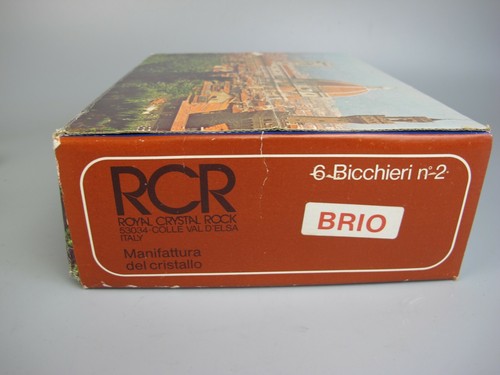 RCR
ROYAL CRYSTAL ROCK
53034-COLLE VAL D'ELSA
ITALY
Manifattura
del cristallo
6 Bicchieri n° 2
BRIO